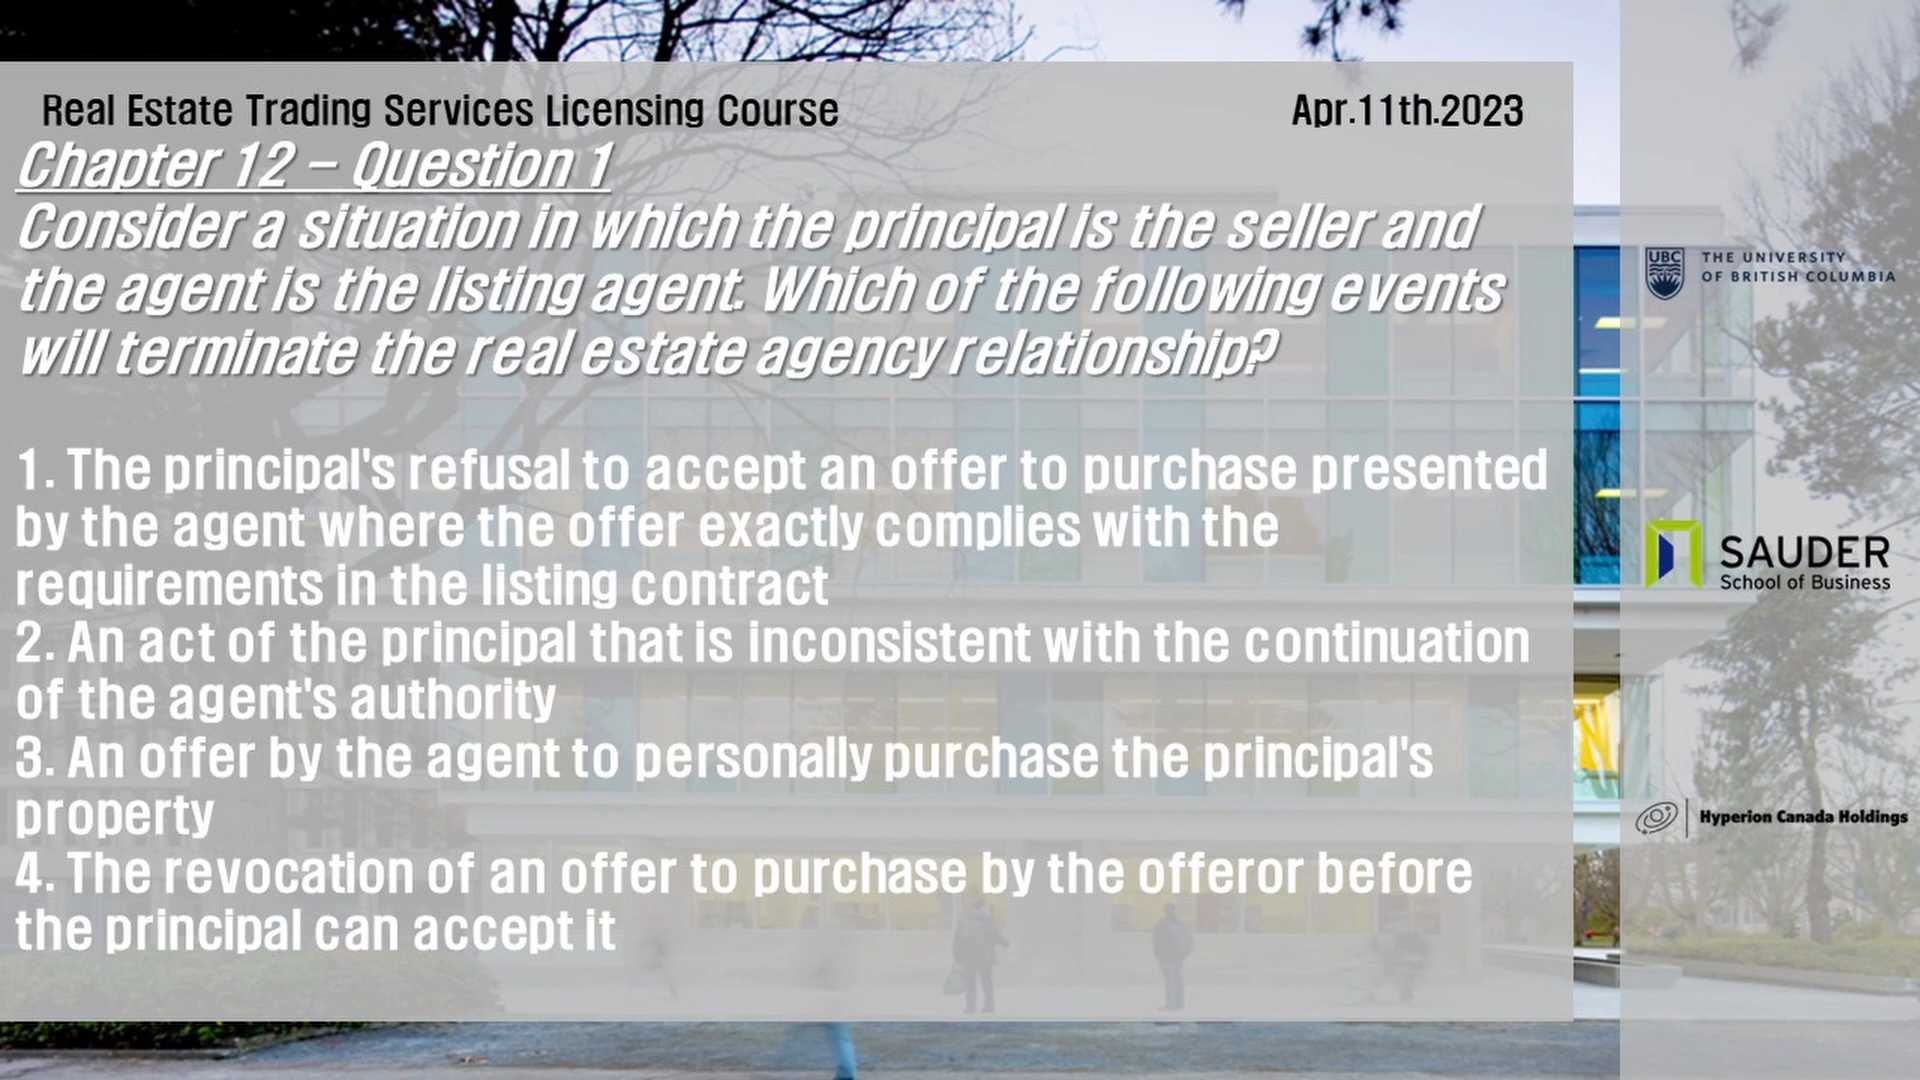 Real Estate Trading Services Licensing Course
Apr.11th.2023
Chapter 12 – Question 1
Consider a situation in which the principal is the seller and
the agent is the listing agent. Which of the following events
will terminate the real estate agency relationship?
1. The principal's refusal to accept an offer to purchase presented
by the agent where the offer exactly complies with the
requirements in the listing contract
2. An act of the principal that is inconsistent with the continuation
of the agent's authority
3. An offer by the agent to personally purchase the principal's
property
4. The revocation of an offer to purchase by the offeror before
the principal can accept it
UBC
THE UNIVERSITY
OF BRITISH COLUMBIA
SAUDER
School of Business
Hyperion Canada Holdings